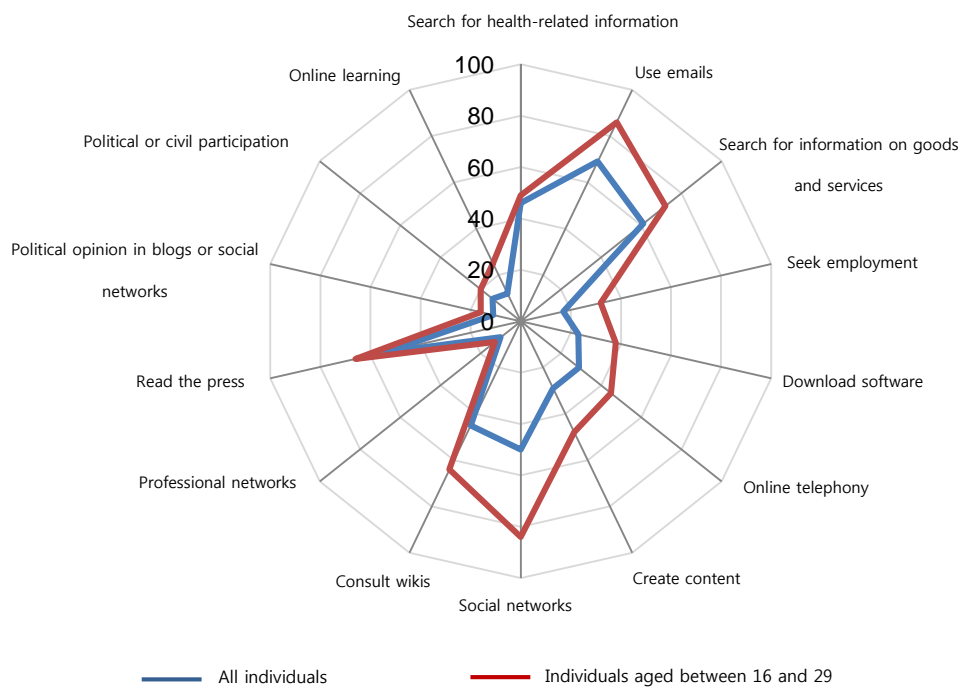 Search for health-related information
Online learning
100
Use emails
Political or civil participation
80
Search for information on goods
and services
60
Political opinion in blogs or social
networks
40
Seek employment
20
0
Read the press
Download software
Professional networks
Online telephony
Consult wikis
Create content
Social networks
All individuals
Individuals aged between 16 and 29